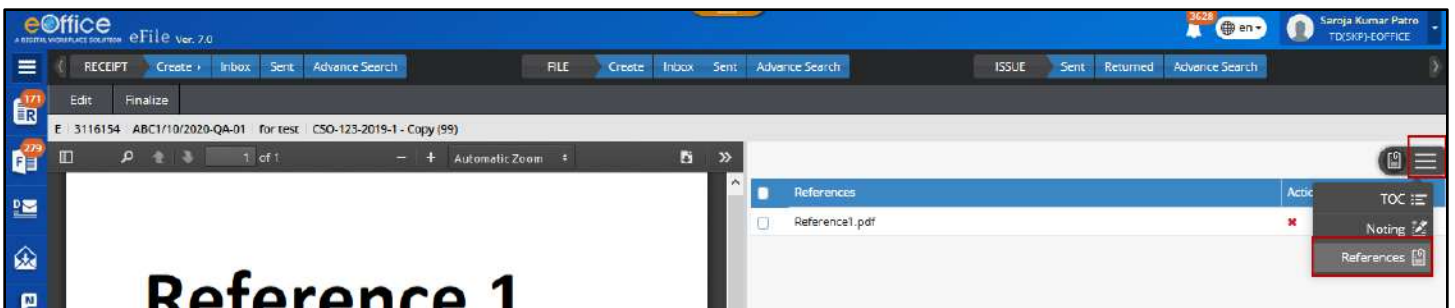 eOffice
A DIGITAL WORKPLACE SOLUTION
eFile Ver. 7.0
3628
en
Saroja Kumar Patro
TD(SKP)-EOFFICE
RECEIPT Create Inbox Sent Advance Search FILE Create Inbox Sent Advance Search ISSUE Sent Returned Advance Search
171
R
Edit Finalize
E 3116154 ABC1/10/2020-QA-01 for test CSO-123-2019-1 - Copy (99)
279
F
1 of 1 Automatic Zoom
References
TOC
D
Reference1.pdf
Noting
References
Reference 1
N